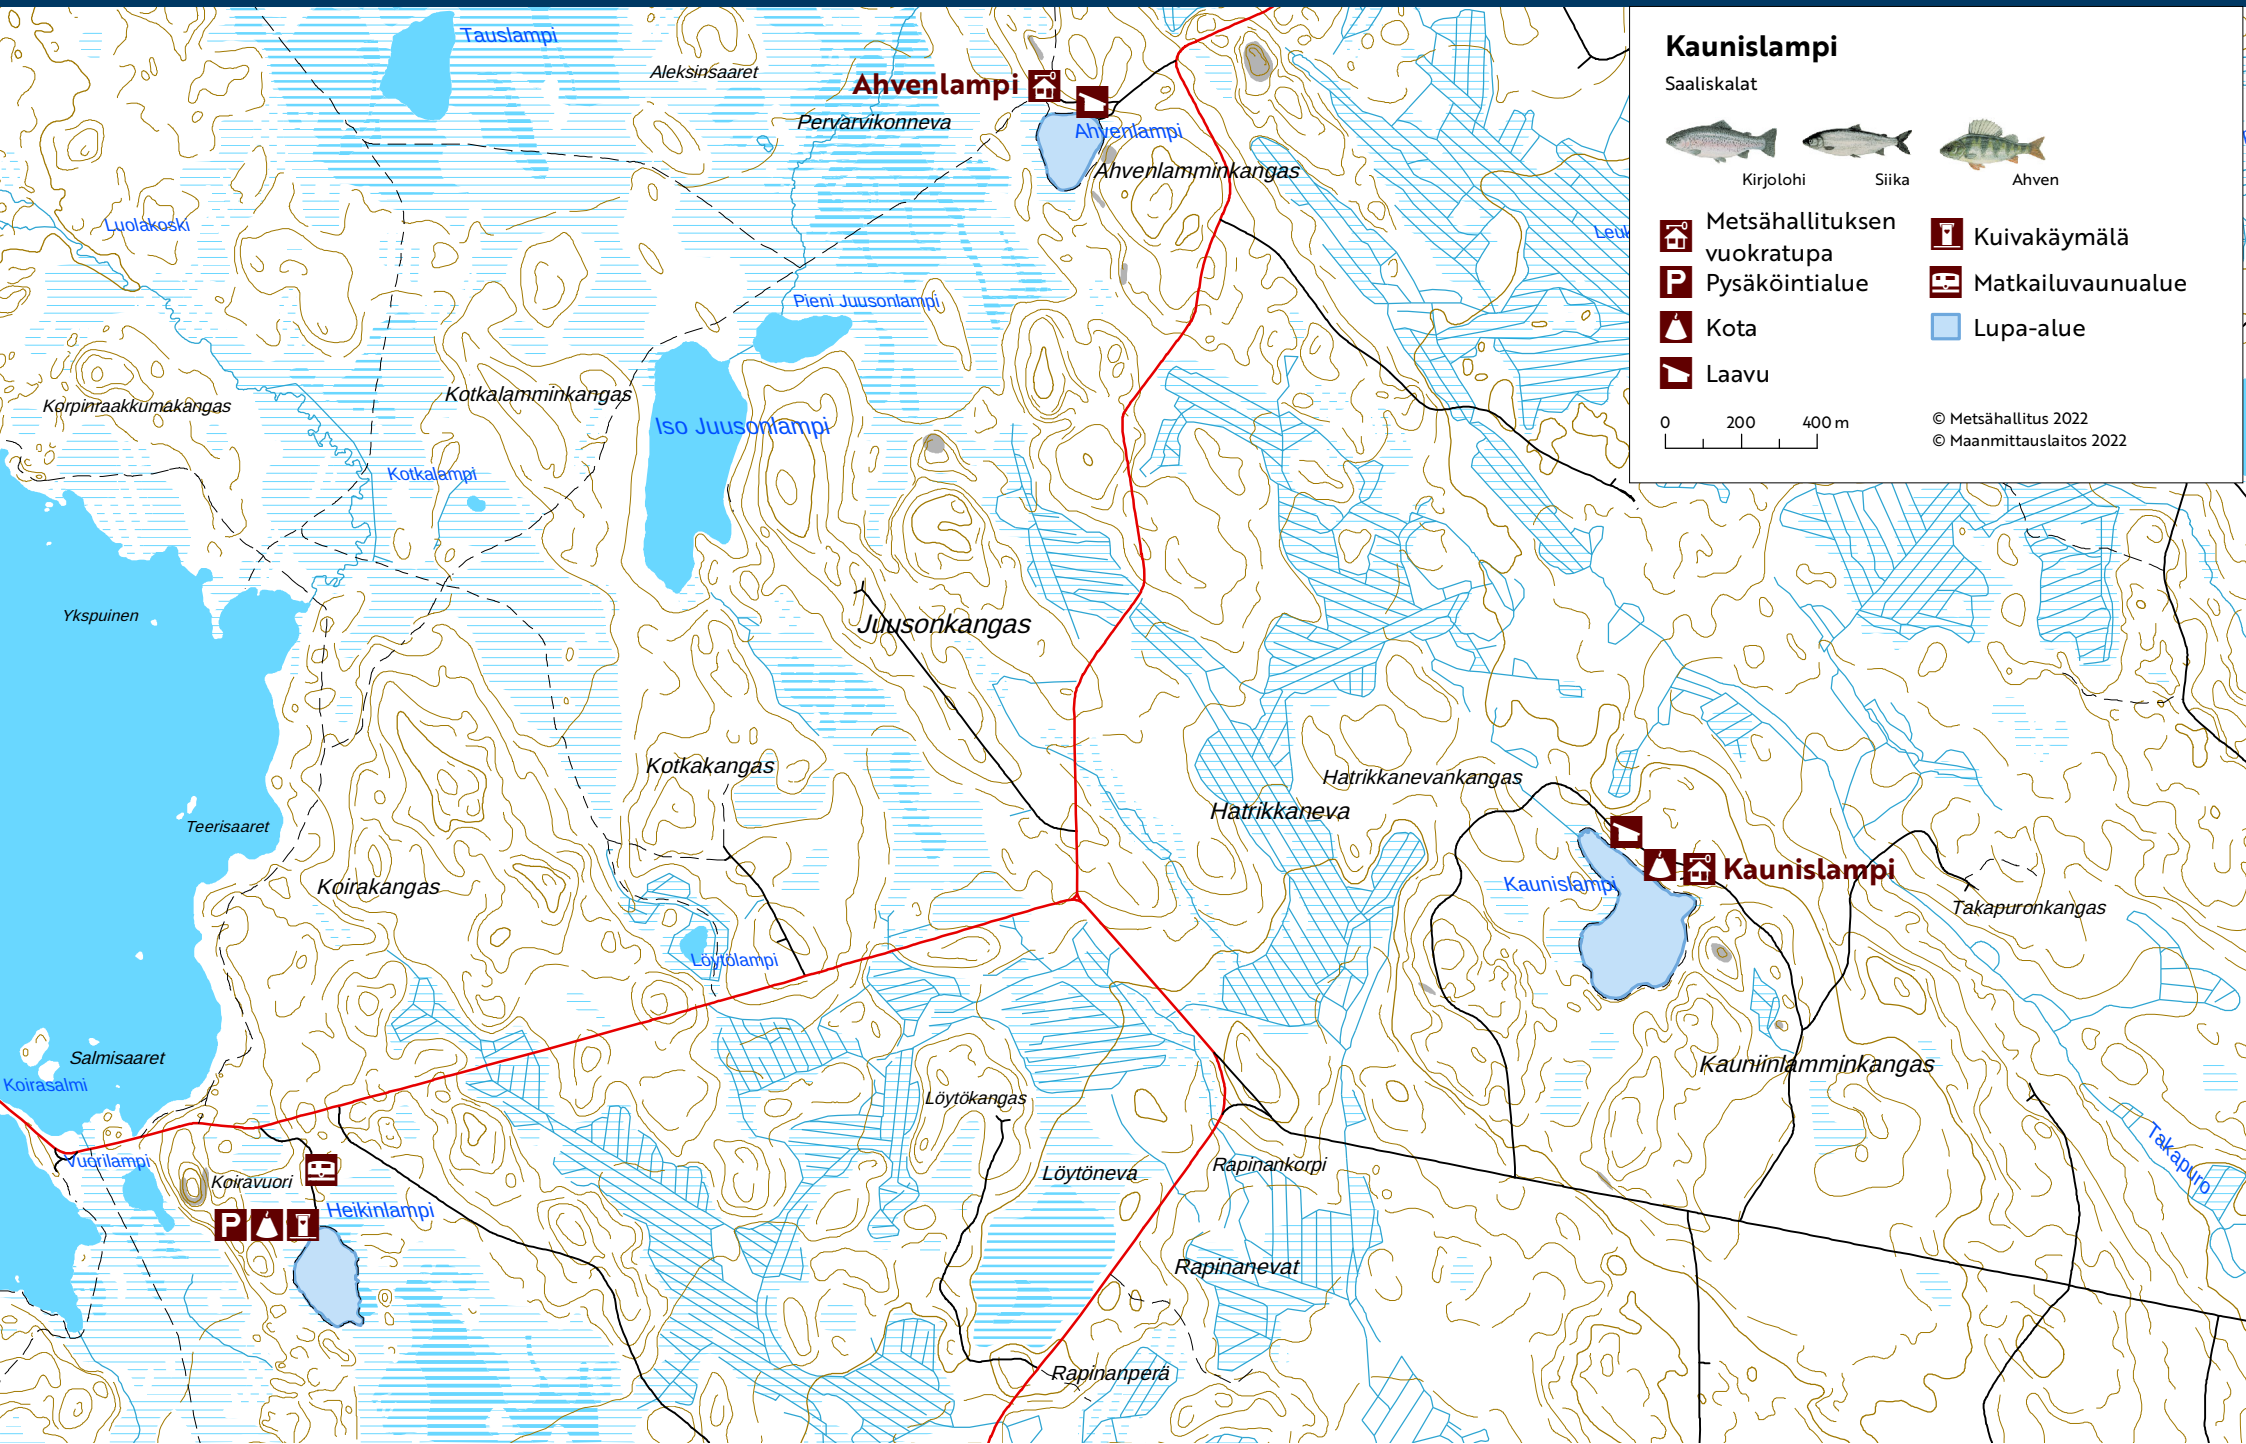 Kaunislampi
Saaliskalat
Kirjolohi
Siika
Ahven
Metsähallituksen
vuokratupa
Kuivakäymälä
P
Pysäköintialue
Matkailuvaunualue
Kota
Lupa-alue
Laavu
0 200 400 m
© Metsähallitus 2022
© Maanmittauslaitos 2022
Tauslampi
Aleksinsaaret
Ahvenlampi
Pervarvikonneva
Ahvenlampi
Ahvenlamminkangas
Luolakoski
Pieni Juusonlampi
Kotkalamminkangas
Korpinraakkumakangas
Iso Juusonlampi
Kotkalampi
Ykspuinen
Juusonkangas
Kotkakangas
Hatrikkanevankangas
Hatrikkaneva
Teerisaaret
Koirakangas
Kaunislampi
Kaunislampi
Takapuronkangas
Löytölampi
Salmisaaret
Koirasalmi
Kauniinlamminkangas
Löytökangas
Vuorilampi
Koiravuori
Löytöneva
Rapinankorpi
Takapuro
P
Heikinlampi
Rapinanevat
Rapinanperä